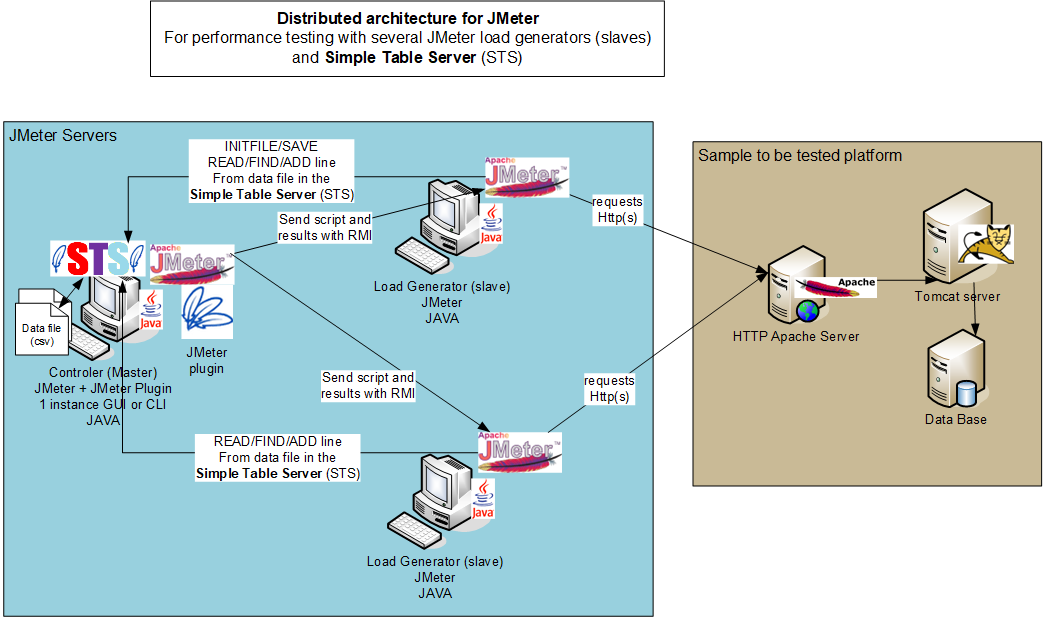 Distributed architecture for JMeter
For performance testing with several JMeter load generators (slaves)
and Simple Table Server (STS)
JMeter Servers
INITFILE/SAVE
READ/FIND/ADD line
From data file in the
Simple Table Server (STS)
Apache
JMeter™
Java
Send script and
results with RMI
Load Generator (slave)
JMeter
JAVA
STS
Apache
JMeter™
Java
Data file
(csv)
JMeter
plugin
Controler (Master)
JMeter + JMeter Plugin
1 instance GUI or CLI
JAVA
Send script and
results with RMI
READ/FIND/ADD line
From data file in the
Simple Table Server (STS)
Apache
JMeter™
Java
Load Generator (slave)
JMeter
JAVA
requests
Http(s)
requests
Http(s)
Sample to be tested platform
Apache
HTTP Apache Server
Tomcat server
Data Base